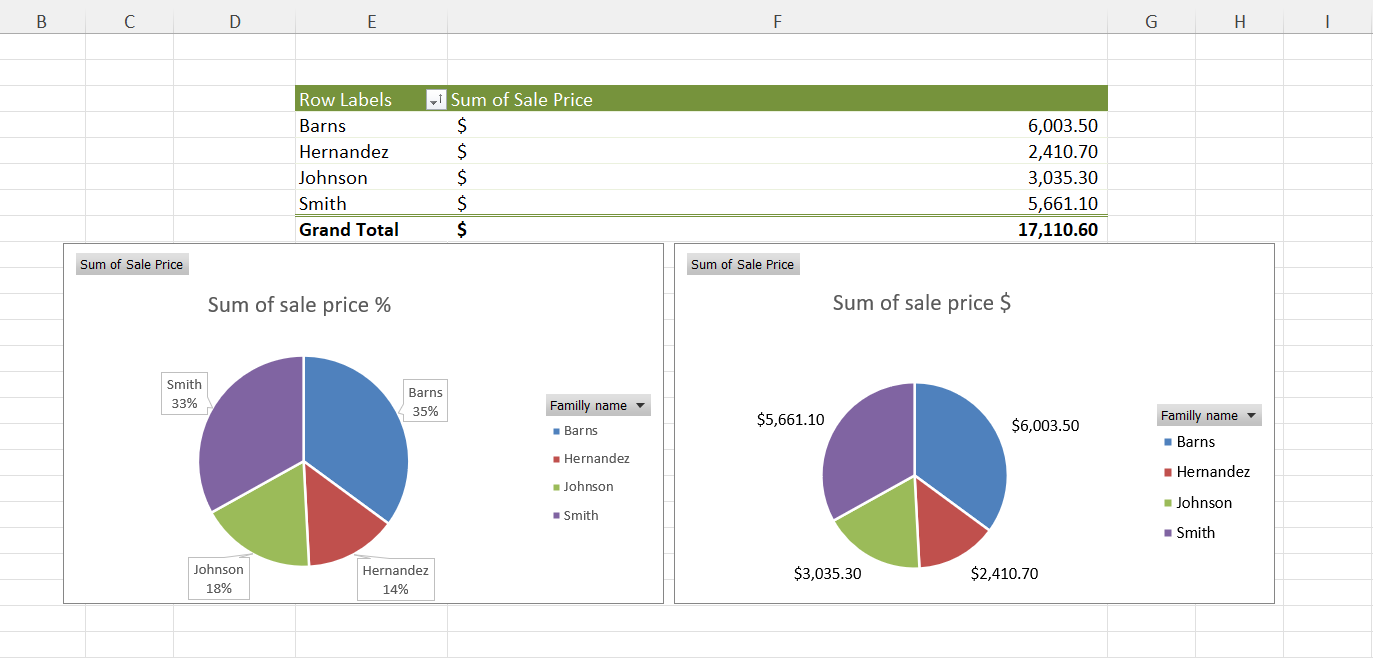 B C D E F G H I
Row Labels Sum of Sale Price
Barns $ 6,003.50
Hernandez $ 2,410.70
Johnson $ 3,035.30
Smith $ 5,661.10
Grand Total $ 17,110.60
Sum of Sale Price
Sum of sale price %
Smith
33%
Barns
35%
Johnson
18%
Hernandez
14%
Familly name
Barns
Hernandez
Johnson
Smith
Sum of Sale Price
Sum of sale price $
$5,661.10
$6,003.50
$3,035.30
$2,410.70
Familly name
Barns
Hernandez
Johnson
Smith